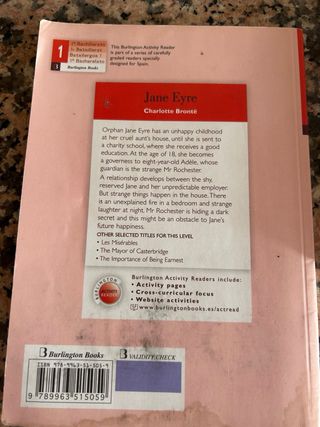 1
1º Bachillerato
1r Batxillerat
Batxilergoa 1
1º Bacharelato
B
Burlington Books
This Burlington Activity Reader
is part of a series of carefully
graded readers specially
designed for Spain.
Jane Eyre
Charlotte Brontë
Orphan Jane Eyre has an unhappy childhood
at her cruel aunt's house, until she is sent to
a charity school, where she receives a good
education. At the age of 18, she becomes
a governess to eight-year-old Adèle, whose
guardian is the strange Mr Rochester.
A relationship develops between the shy,
reserved Jane and her unpredictable employer.
But strange things happen in the house. There
is an unexplained fire in a bedroom and strange
laughter at night. Mr Rochester is hiding a dark
secret and this might be an obstacle to Jane's
future happiness.
OTHER SELECTED TITLES FOR THIS LEVEL
• Les Misérables
• The Mayor of Casterbridge
• The Importance of Being Earnest
BURLINGTON
ACTIVITY
READER
Burlington Activity Readers include:
• Activity pages
• Cross-curricular focus
• Website activities
www.burlingtonbooks.es/actread
B Burlington Books
B VALIDITY CHECK
ISBN 978-9963-51-505-9
9 789963 515059